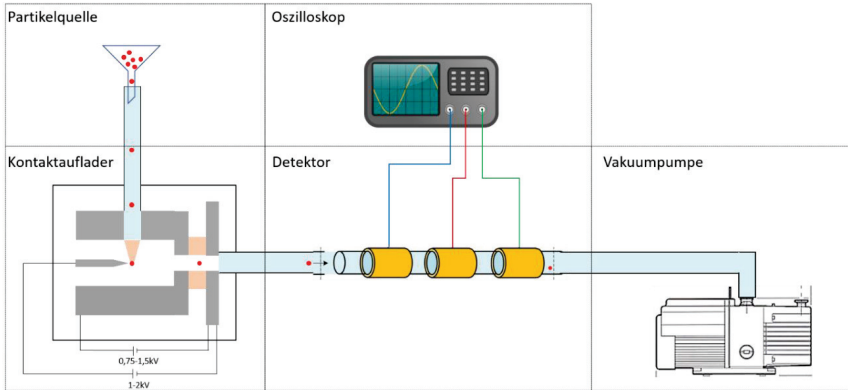 Partikelquelle
Oszilloskop
Kontaktauflader
Detektor
Vakuumpumpe
0,75-1,5kV
1-2kV